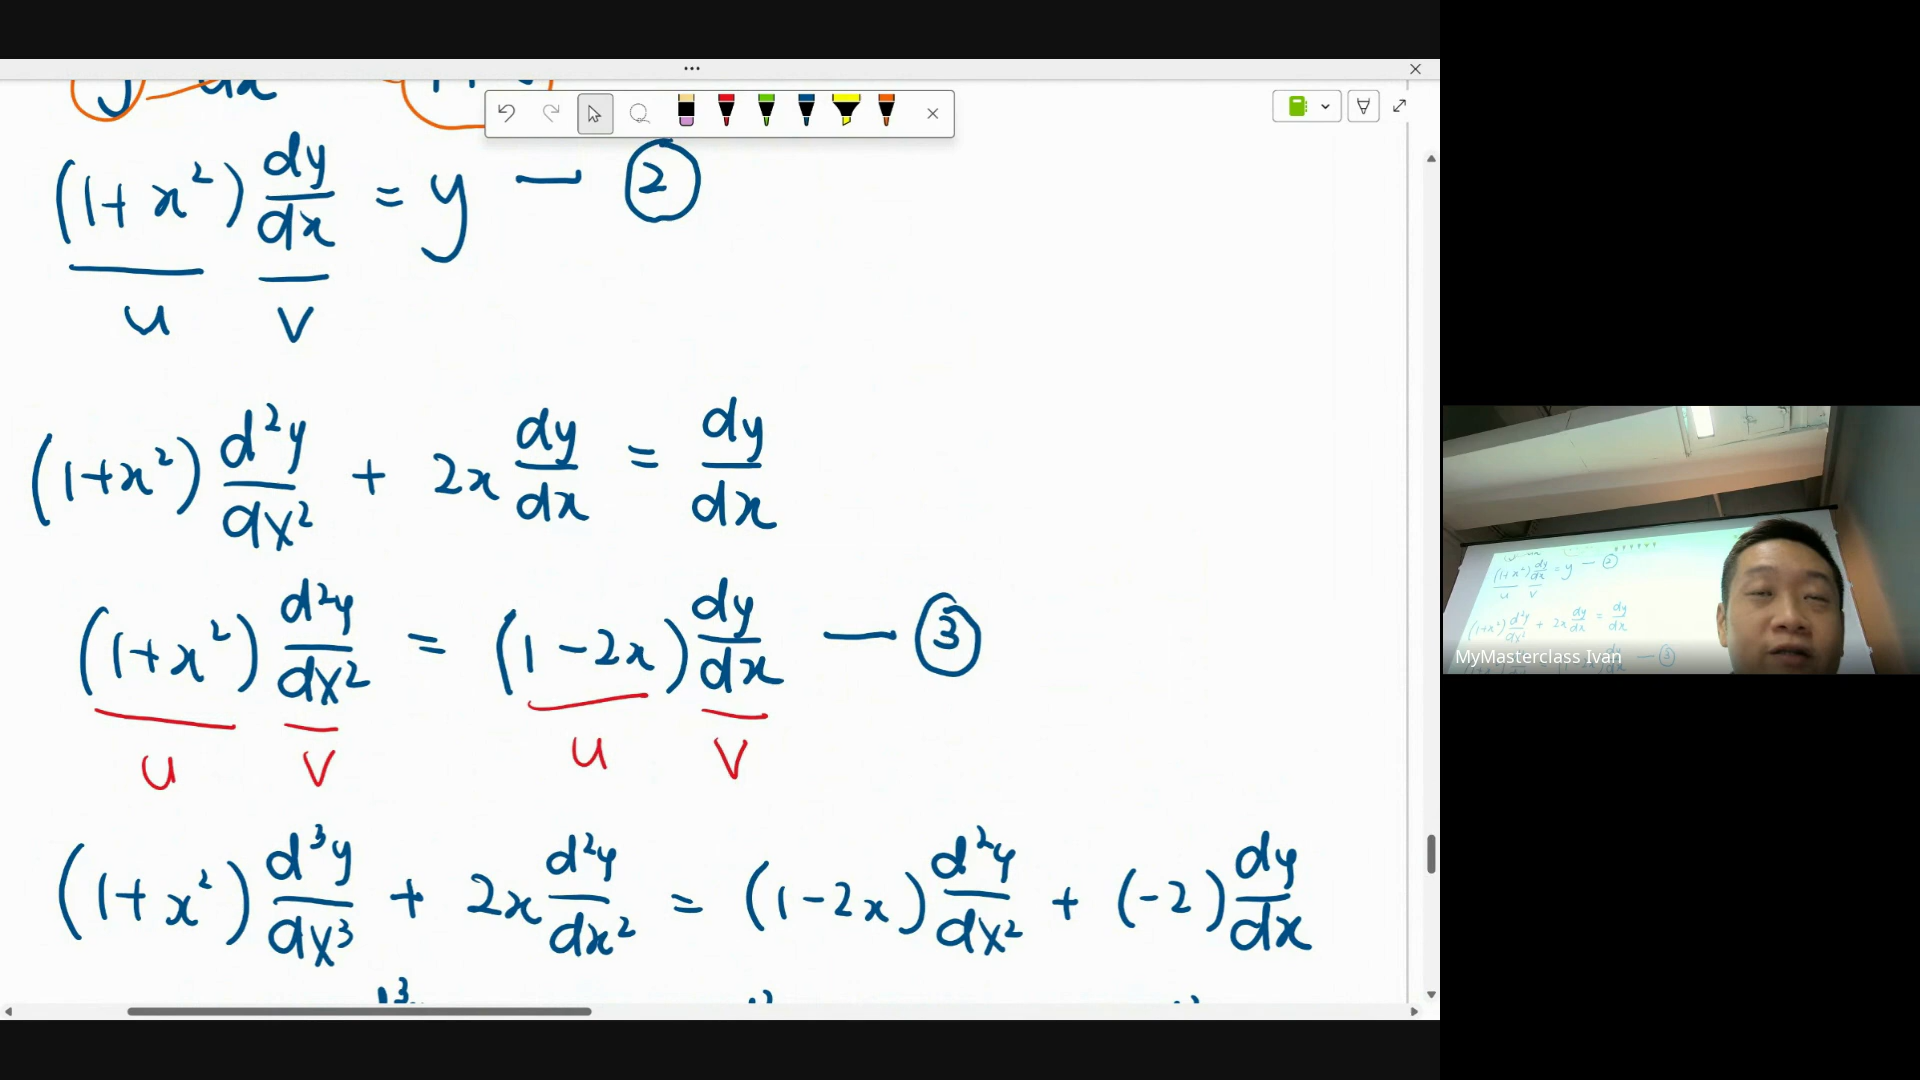 (1+x²) dy/dx = y — ②
u v
(1+x²) d²y/dx² + 2x dy/dx = dy/dx
(1+x²) d²y/dx² = (1-2x) dy/dx — ③
u v u v
(1+x²) d³y/dx³ + 2x d²y/dx² = (1-2x) d²y/dx² + (-2) dy/dx
MyMasterclass Ivan